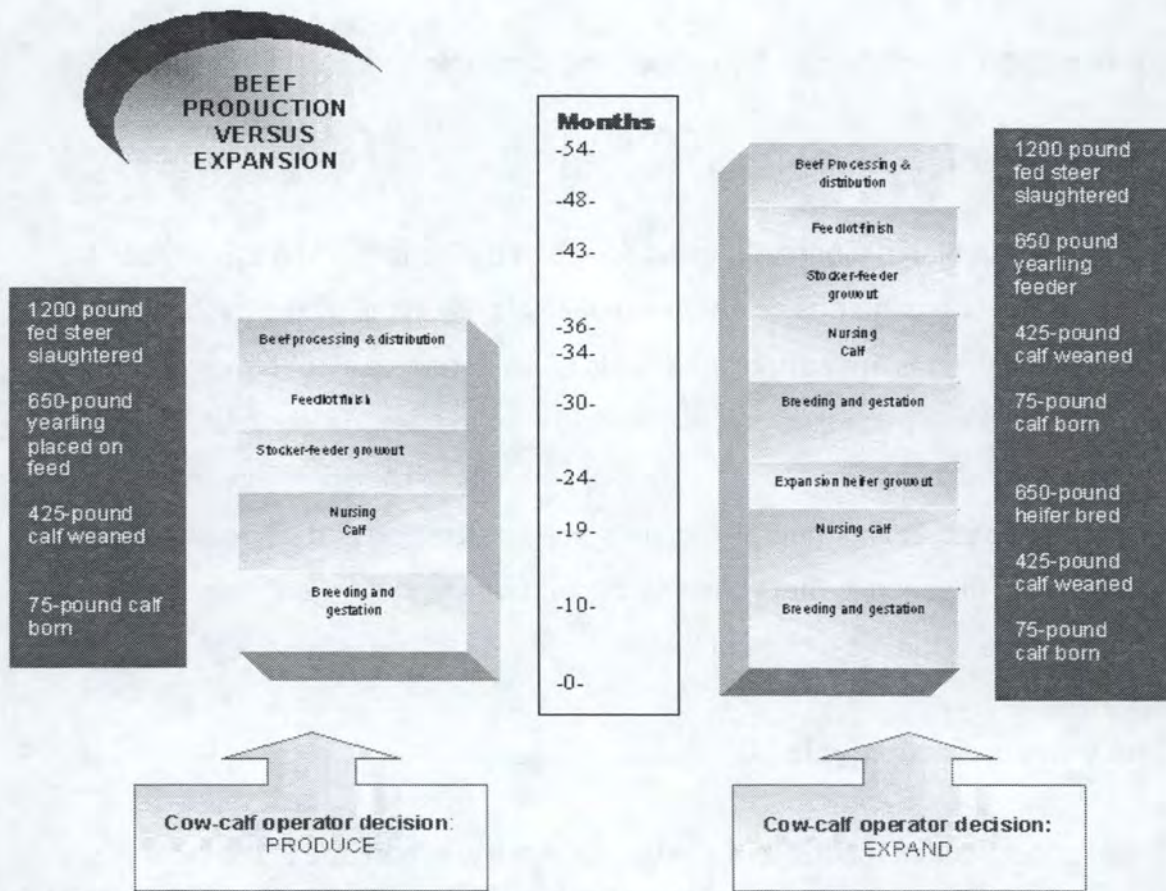 BEEF
PRODUCTION
VERSUS
EXPANSION
1200 pound
fed steer
slaughtered
650-pound
yearling
placed on
feed
425-pound
calf weaned
75-pound calf
born
Beef processing & distribution
Feedlot finish
Stocker-feeder growout
Nursing
Calf
Breeding and
gestation
Months
-54-
-48-
-43-
-36-
-34-
-30-
-24-
-19-
-10-
-0-
Beef Processing &
distribution
Feedlot finish
Stocker-feeder
growout
Nursing
Calf
Breeding and gestation
Expansion heifer growout
Nursing calf
Breeding and gestation
1200 pound
fed steer
slaughtered
650 pound
yearling
feeder
425-pound
calf weaned
75-pound
calf born
650-pound
heifer bred
425-pound
calf weaned
75-pound
calf born
Cow-calf operator decision:
PRODUCE
Cow-calf operator decision:
EXPAND